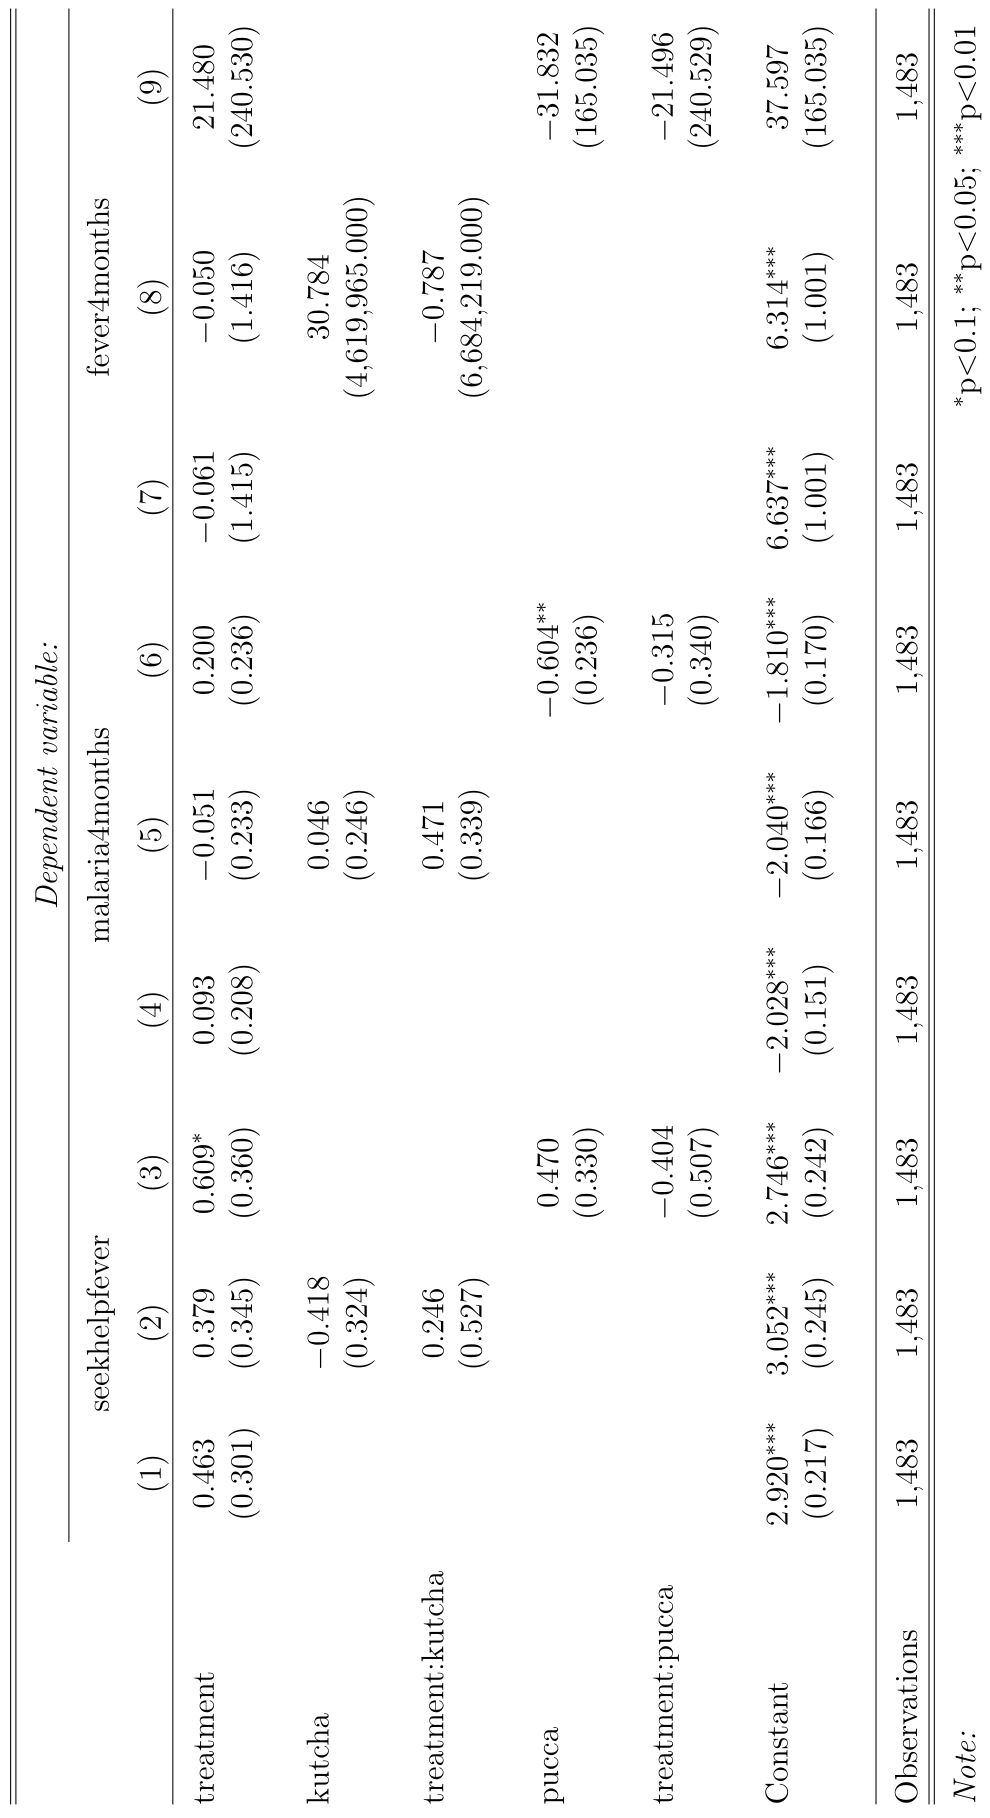 Dependent variable:
seekhelpfever malaria4months fever4months
(1) (2) (3) (4) (5) (6) (7) (8) (9)
treatment 0.463 0.379 0.609* 0.093 −0.051 0.200 −0.061 −0.050 21.480
(0.301) (0.345) (0.360) (0.208) (0.233) (0.236) (1.415) (1.416) (240.530)
kutcha −0.418 0.046 30.784
(0.324) (0.246) (4,619,965.000)
treatment:kutcha 0.246 0.471 −0.787
(0.527) (0.339) (6,684,219.000)
pucca 0.470 −0.604** −31.832
(0.330) (0.236) (165.035)
treatment:pucca −0.404 −0.315 −21.496
(0.507) (0.340) (240.529)
Constant 2.920*** 3.052*** 2.746*** −2.028*** −2.040*** −1.810*** 6.637*** 6.314*** 37.597
(0.217) (0.245) (0.242) (0.151) (0.166) (0.170) (1.001) (1.001) (165.035)
Observations 1,483 1,483 1,483 1,483 1,483 1,483 1,483 1,483 1,483
Note: *p<0.1; **p<0.05; ***p<0.01